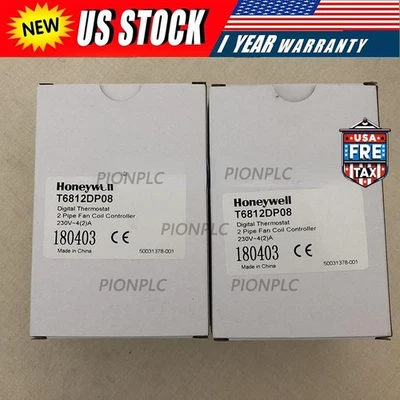 NEW
US STOCK
1 YEAR WARRANTY
USA
FRE
TAX
PIONPLC
Honeywell
T6812DP08
Digital Thermostat
2 Pipe Fan Coil Controller
230V~4(2)A
180403 CE
Made in China
50031378-001
PIONPLC
PIONPLC
Honeywell
T6812DP08
Digital Thermostat
2 Pipe Fan Coil Controller
230V~4(2)A
180403 CE
Made in China
50031378-001
PIONPLC